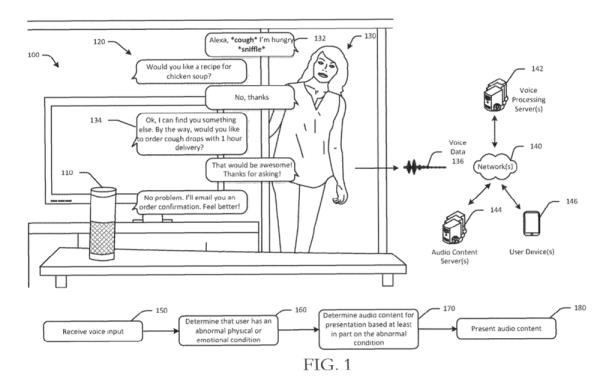 100
120
Alexa, *cough* I'm hungry
*sniffle*
132
130
Would you like a recipe for
chicken soup?
No, thanks
134
Ok, I can find you something
else. By the way, would you like
to order cough drops with 1 hour
delivery?
That would be awesome!
Thanks for asking!
110
No problem. I'll email you an
order confirmation. Feel better!
142
Voice
Processing
Server(s)
Voice
Data
136
140
Network(s)
144
146
Audio Content
Server(s)
User Device(s)
150
Receive voice input
160
Determine that user has an
abnormal physical or
emotional condition
170
Determine audio content for
presentation based at least
in part on the abnormal
condition
180
Present audio content
FIG. 1